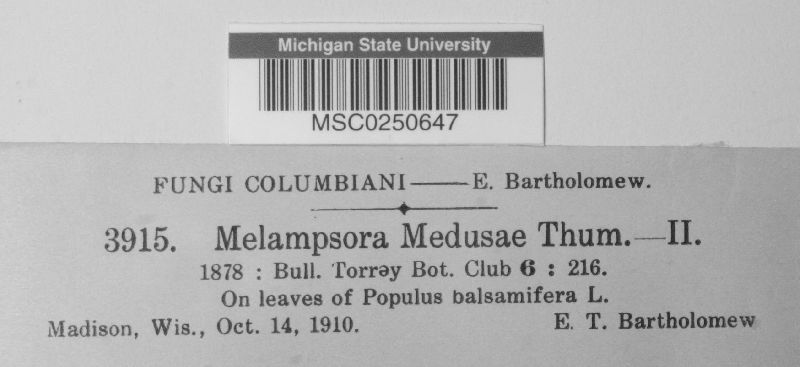 Michigan State University
MSC0250647
FUNGI COLUMBIANI—E. Bartholomew.
3915. Melampsora Medusae Thum.—II.
1878 : Bull. Torrəy Bot. Club 6 : 216.
On leaves of Populus balsamifera L.
Madison, Wis., Oct. 14, 1910. E. T. Bartholomew